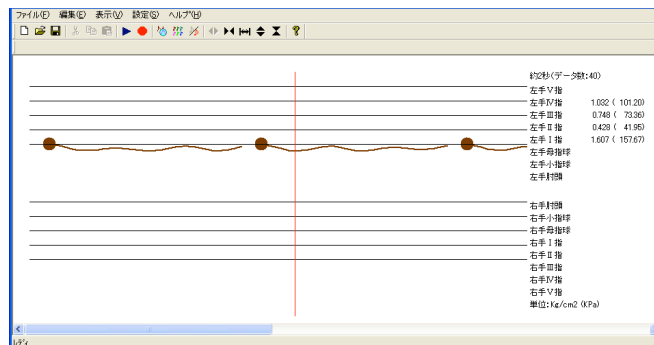 ファイル(F) 編集(E) 表示(V) 設定(S) ヘルプ(H)
約2秒(データ数:40)
左手Ⅴ指
左手Ⅳ指 1.032 ( 101.20)
左手Ⅲ指 0.748 ( 73.36)
左手Ⅱ指 0.428 ( 41.95)
左手Ⅰ指 1.607 ( 157.67)
左手母指球
左手小指球
左手肘頭
右手肘頭
右手小指球
右手母指球
右手Ⅰ指
右手Ⅱ指
右手Ⅲ指
右手Ⅳ指
右手Ⅴ指
単位:Kg/cm2 (KPa)
レディ